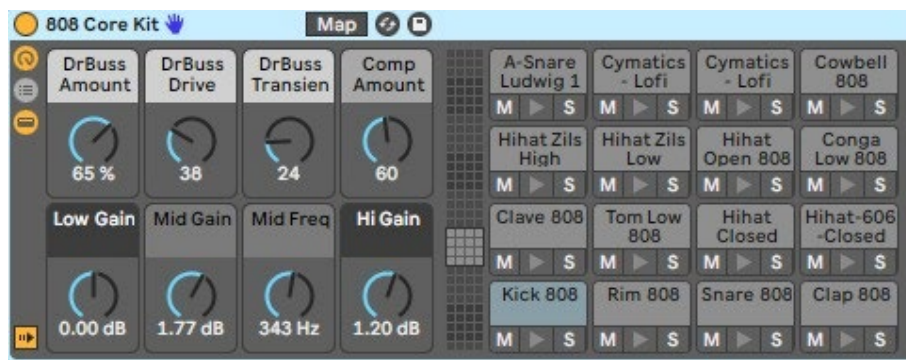 808 Core Kit
Map
DrBuss Amount
DrBuss Drive
DrBuss Transien
Comp Amount
65 %
38
24
60
Low Gain
Mid Gain
Mid Freq
Hi Gain
0.00 dB
1.77 dB
343 Hz
1.20 dB
A-Snare Ludwig 1
Cymatics - Lofi
Cymatics - Lofi
Cowbell 808
M S M S M S M S
Hihat Zils High
Hihat Zils Low
Hihat Open 808
Conga Low 808
M S M S M S M S
Clave 808
Tom Low 808
Hihat Closed
Hihat-606 -Closed
M S M S M S M S
Kick 808
Rim 808
Snare 808
Clap 808
M S M S M S M S